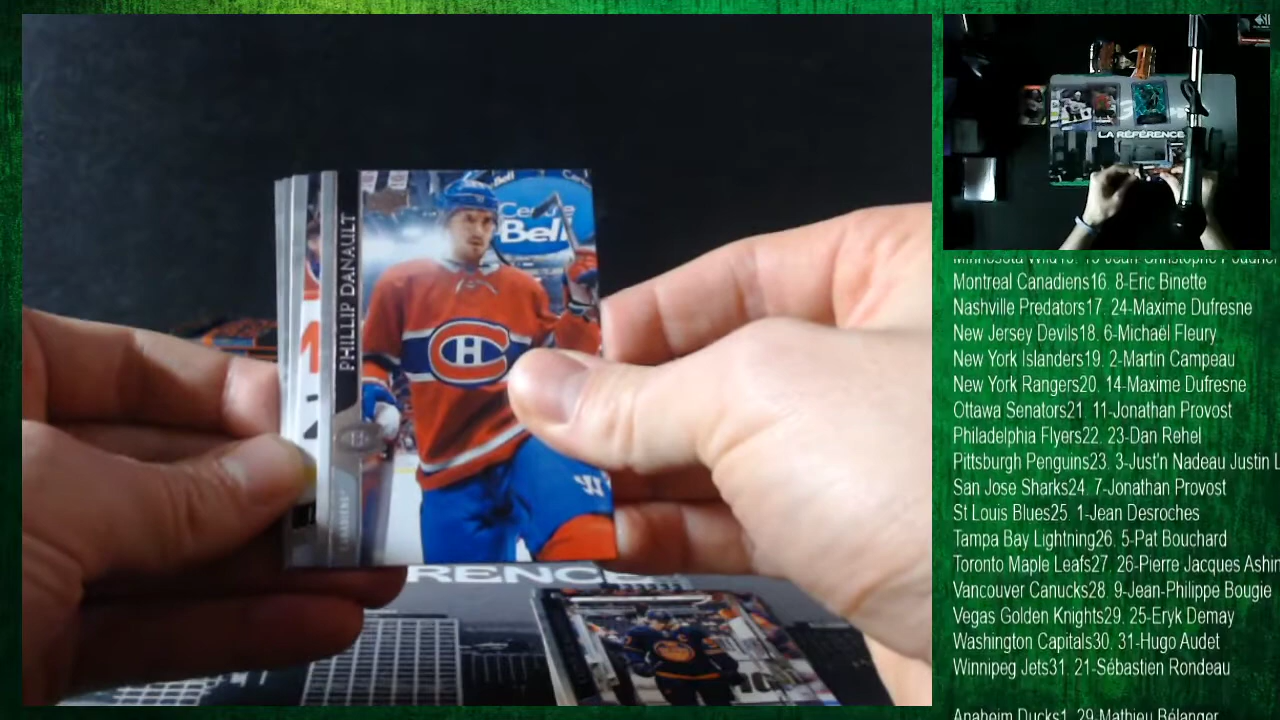 PHILLIP DANAULT
CANADIENS
Bell
Centre
Bell
RENC
LA RÉFÉRENCE
Montreal Canadiens16. 8-Eric Binette
Nashville Predators17. 24-Maxime Dufresne
New Jersey Devils18. 6-Michaël Fleury
New York Islanders19. 2-Martin Campeau
New York Rangers20. 14-Maxime Dufresne
Ottawa Senators21. 11-Jonathan Provost
Philadelphia Flyers22. 23-Dan Rehel
Pittsburgh Penguins23. 3-Just'n Nadeau Justin L
San Jose Sharks24. 7-Jonathan Provost
St Louis Blues25. 1-Jean Desroches
Tampa Bay Lightning26. 5-Pat Bouchard
Toronto Maple Leafs27. 26-Pierre Jacques Ashin
Vancouver Canucks28. 9-Jean-Philippe Bougie
Vegas Golden Knights29. 25-Eryk Demay
Washington Capitals30. 31-Hugo Audet
Winnipeg Jets31. 21-Sébastien Rondeau
Anaheim Ducks1. 29-Mathieu Bélanger